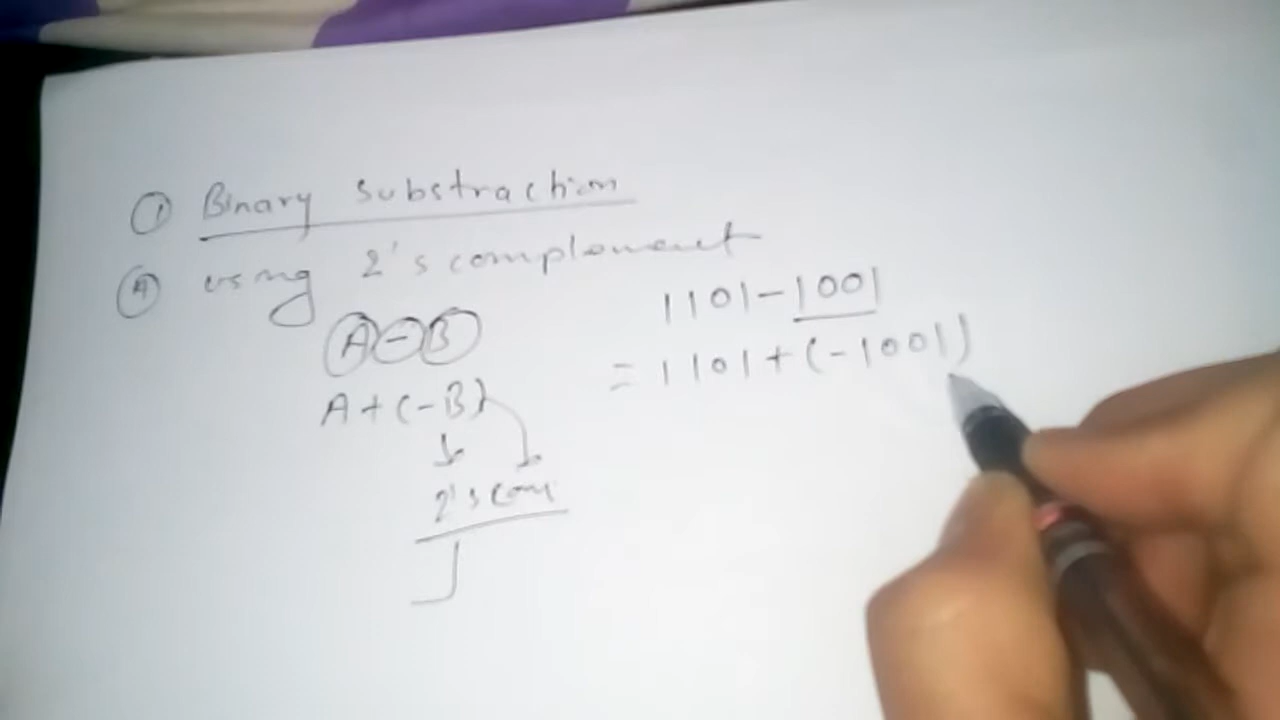 ① Binary Substraction
④ using 2's complement
A-B
A+(-B)
2's com
1101-1001
=1101+(-1001)